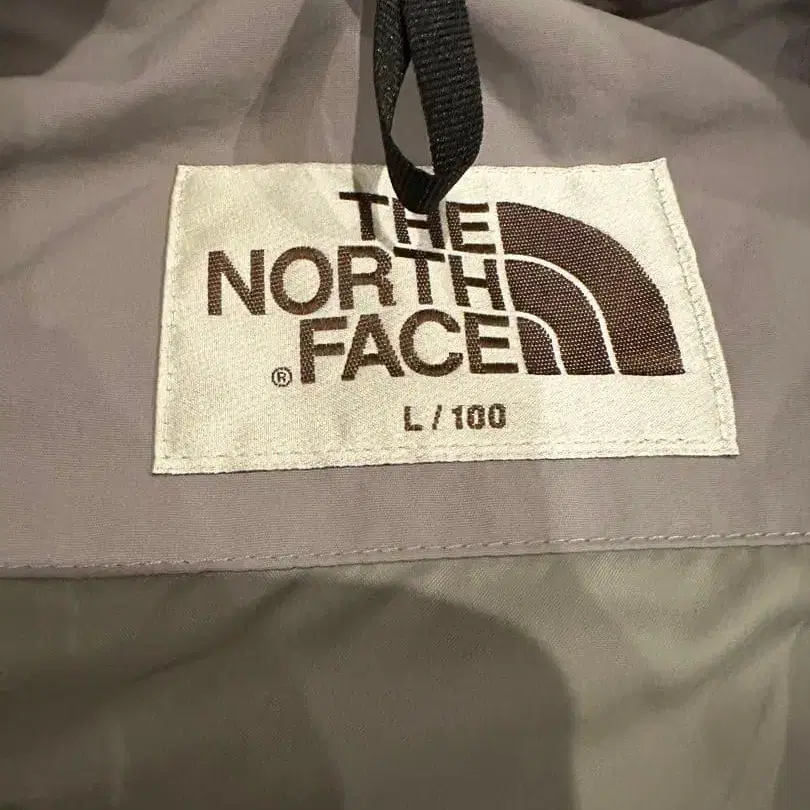 THE
NORTH
FACE
®
L / 100